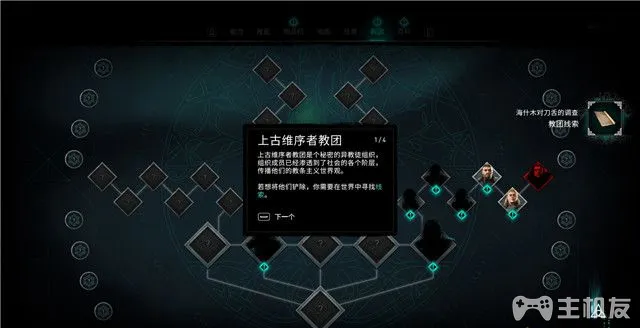 海什木对刀舌的调查
教团线索
上古维序者教团
1/4
上古维序者教团是个秘密的异教徒组织，
组织成员已经渗透到了社会的各个阶层，
传播他们的教条主义世界观。
若想将他们铲除，你需要在世界中寻找线
索。
下一个
主机友